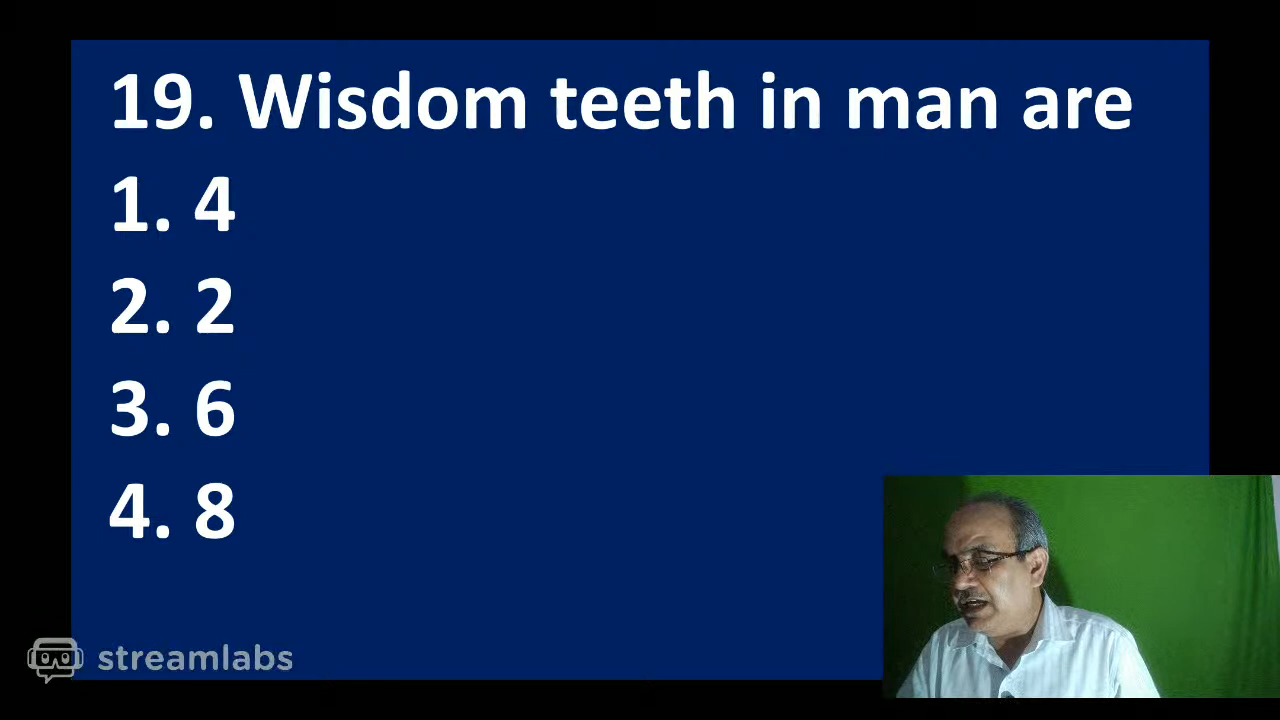 19. Wisdom teeth in man are
1. 4
2. 2
3. 6
4. 8
streamlabs